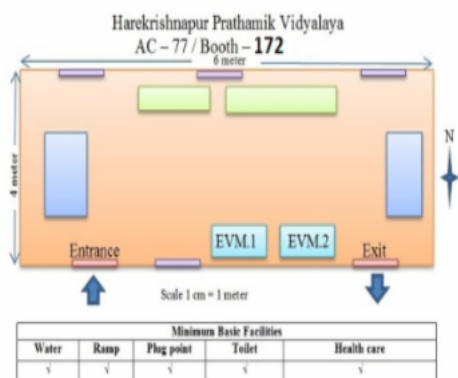 Harekrishnapur Prathamik Vidyalaya
AC – 77 / Booth – 172
6 meter
4 meter
N
EVM.1 EVM.2
Entrance Exit
Scale 1 cm = 1 meter
Minimum Basic Facilities
Water Ramp Plug point Toilet Health care
√ √ √ √ √